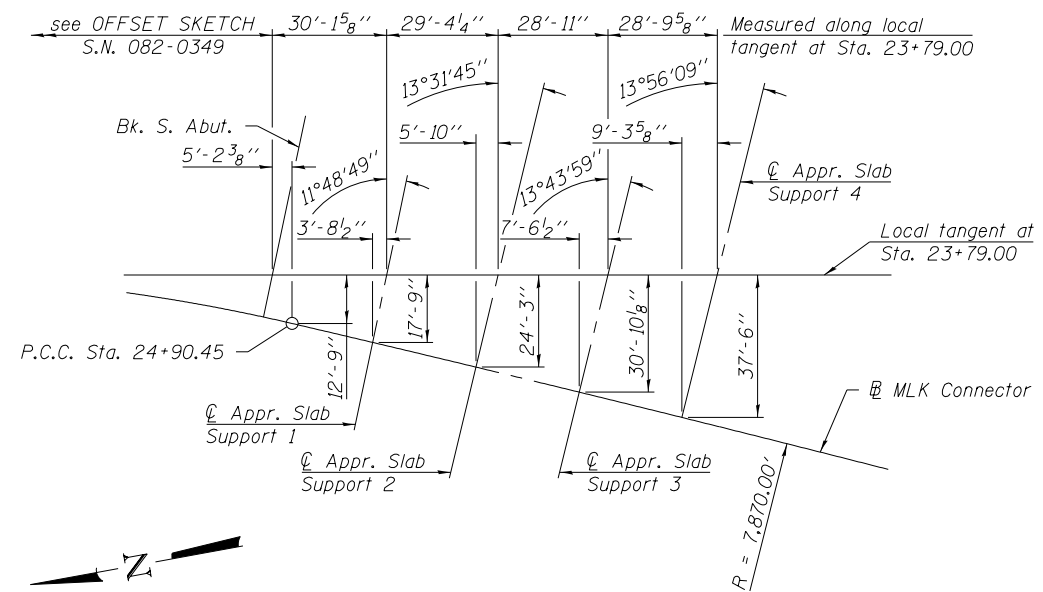 see OFFSET SKETCH
S.N. 082-0349
30'-1⅝"
29'-4¼"
28'-11"
28'-9⅝"
Measured along local
tangent at Sta. 23+79.00
13°31'45"
13°56'09"
Bk. S. Abut.
5'-2⅜"
11°48'49"
5'-10"
13°43'59"
9'-3⅝"
℄ Appr. Slab
Support 4
3'-8½"
7'-6½"
Local tangent at
Sta. 23+79.00
P.C.C. Sta. 24+90.45
12'-9"
17'-9"
24'-3"
30'-10⅛"
37'-6"
℄ Appr. Slab
Support 1
℄ Appr. Slab
Support 2
℄ Appr. Slab
Support 3
BL MLK Connector
R = 7,870.00'
N